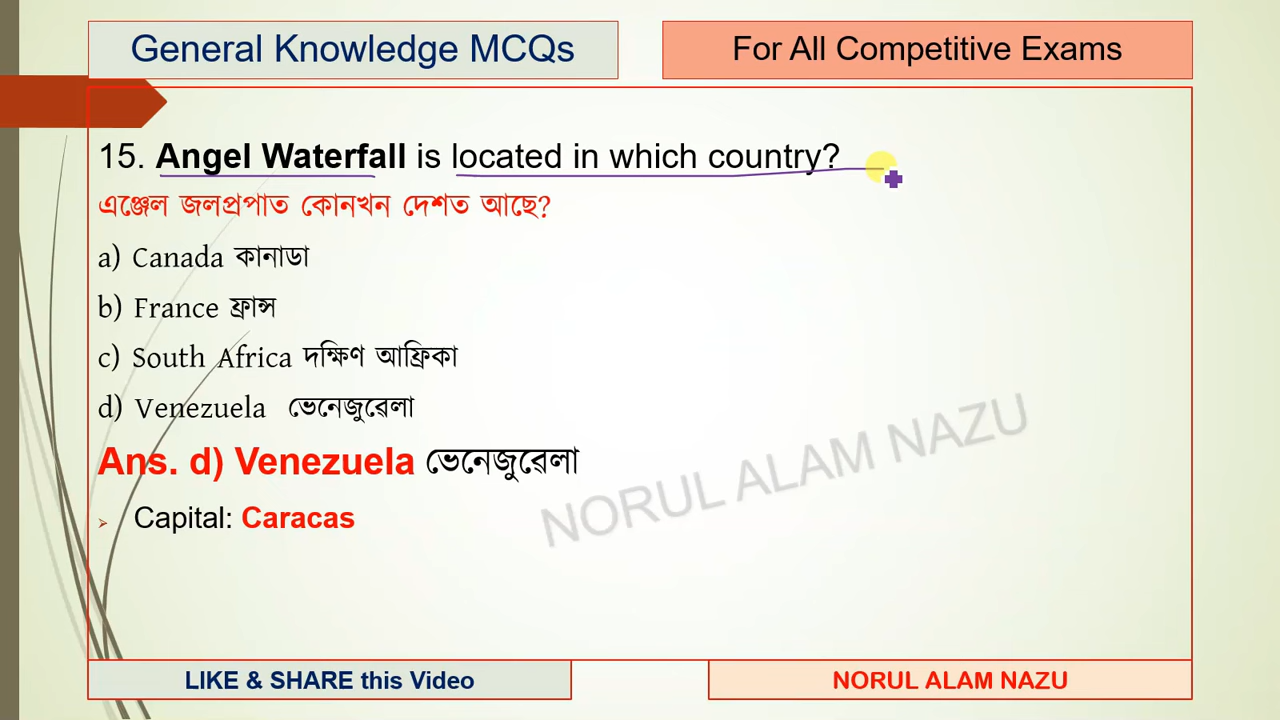 General Knowledge MCQs
For All Competitive Exams
15. Angel Waterfall is located in which country?
এঞ্জেল জলপ্ৰপাত কোনখন দেশত আছে?
a) Canada কানাডা
b) France ফ্ৰান্স
c) South Africa দক্ষিণ আফ্ৰিকা
d) Venezuela ভেনেজুৱেলা
Ans. d) Venezuela ভেনেজুৱেলা
Capital: Caracas
NORUL ALAM NAZU
LIKE & SHARE this Video
NORUL ALAM NAZU